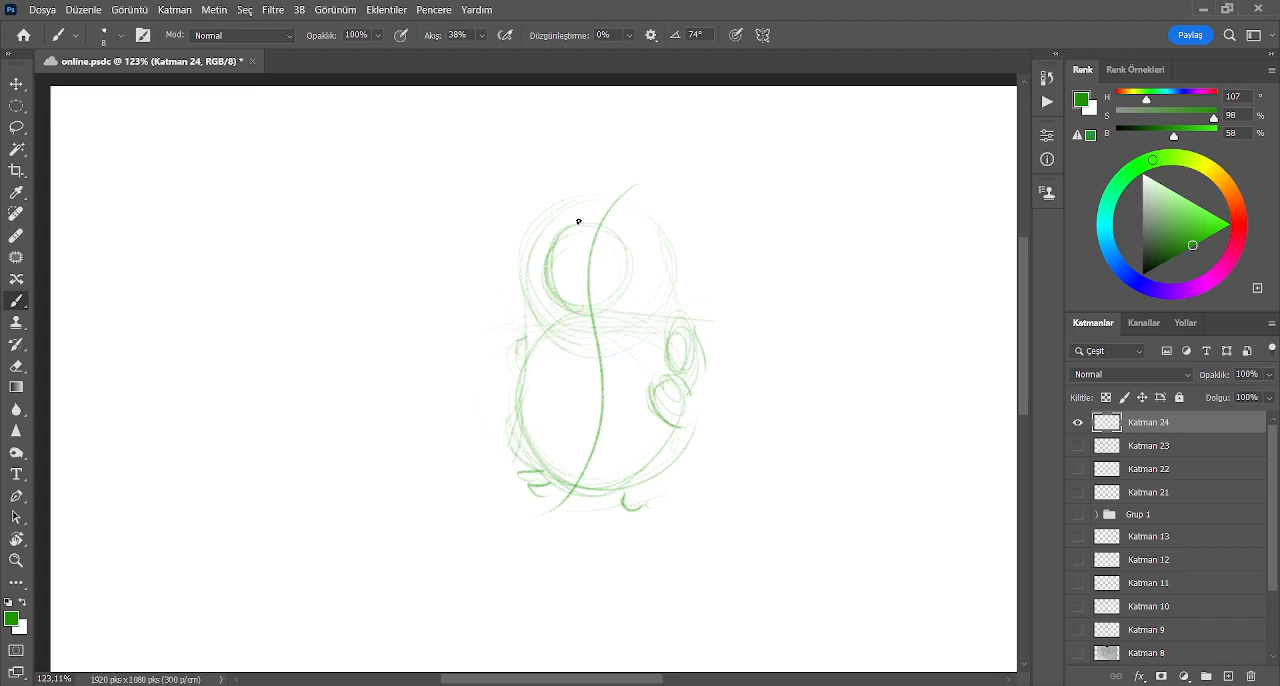 Ps Dosya Düzenle Görüntü Katman Metin Seç Filtre 3B Görünüm Eklentiler Pencere Yardım
8 Mod: Normal Opaklık: 100% Akış: 38% Düzgünleştirme: 0% 74° Paylaş
online.psdc @ 123% (Katman 24, RGB/8) *
Renk Renk Örnekleri
H 107 °
S 98 %
B 58 %
Katmanlar Kanallar Yollar
Çeşit
Normal Opaklık: 100%
Kilitle: Dolgu: 100%
Katman 24
Katman 23
Katman 22
Katman 21
Grup 1
Katman 13
Katman 12
Katman 11
Katman 10
Katman 9
Katman 8
123,11% 1920 pks x 1080 pks (300 p/cm)